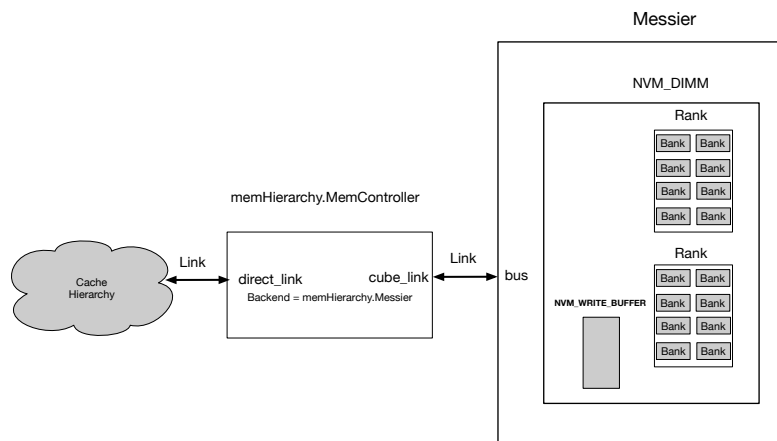 Messier
NVM_DIMM
Rank
Bank Bank
Bank Bank
Bank Bank
Bank Bank
memHierarchy.MemController
Link
Cache
Hierarchy
direct_link
cube_link
Backend = memHierarchy.Messier
Link
bus
Rank
Bank Bank
Bank Bank
Bank Bank
Bank Bank
NVM_WRITE_BUFFER